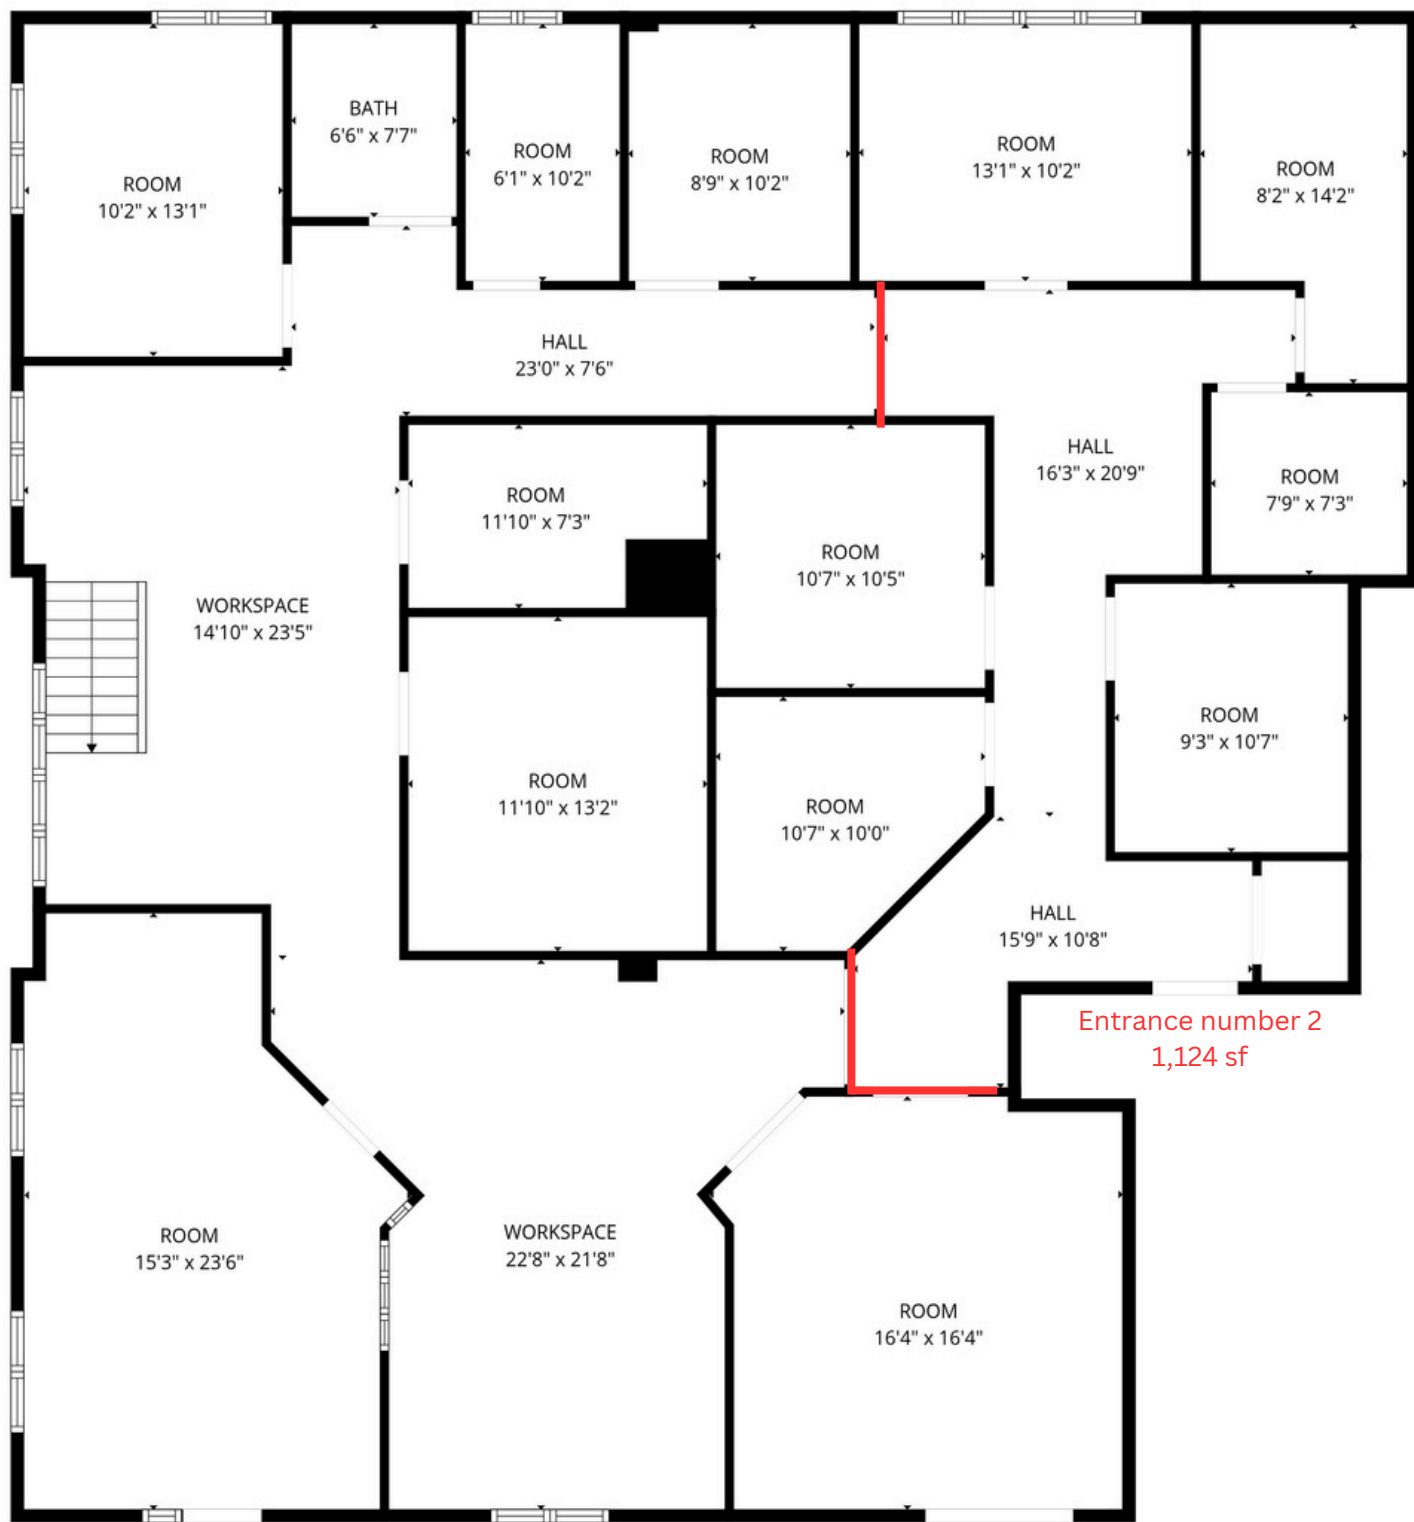 BATH
6'6" x 7'7"
ROOM
6'1" x 10'2"
ROOM
8'9" x 10'2"
ROOM
13'1" x 10'2"
ROOM
8'2" x 14'2"
ROOM
10'2" x 13'1"
HALL
23'0" x 7'6"
HALL
16'3" x 20'9"
ROOM
7'9" x 7'3"
ROOM
11'10" x 7'3"
ROOM
10'7" x 10'5"
WORKSPACE
14'10" x 23'5"
ROOM
9'3" x 10'7"
ROOM
11'10" x 13'2"
ROOM
10'7" x 10'0"
HALL
15'9" x 10'8"
Entrance number 2
1,124 sf
ROOM
15'3" x 23'6"
WORKSPACE
22'8" x 21'8"
ROOM
16'4" x 16'4"